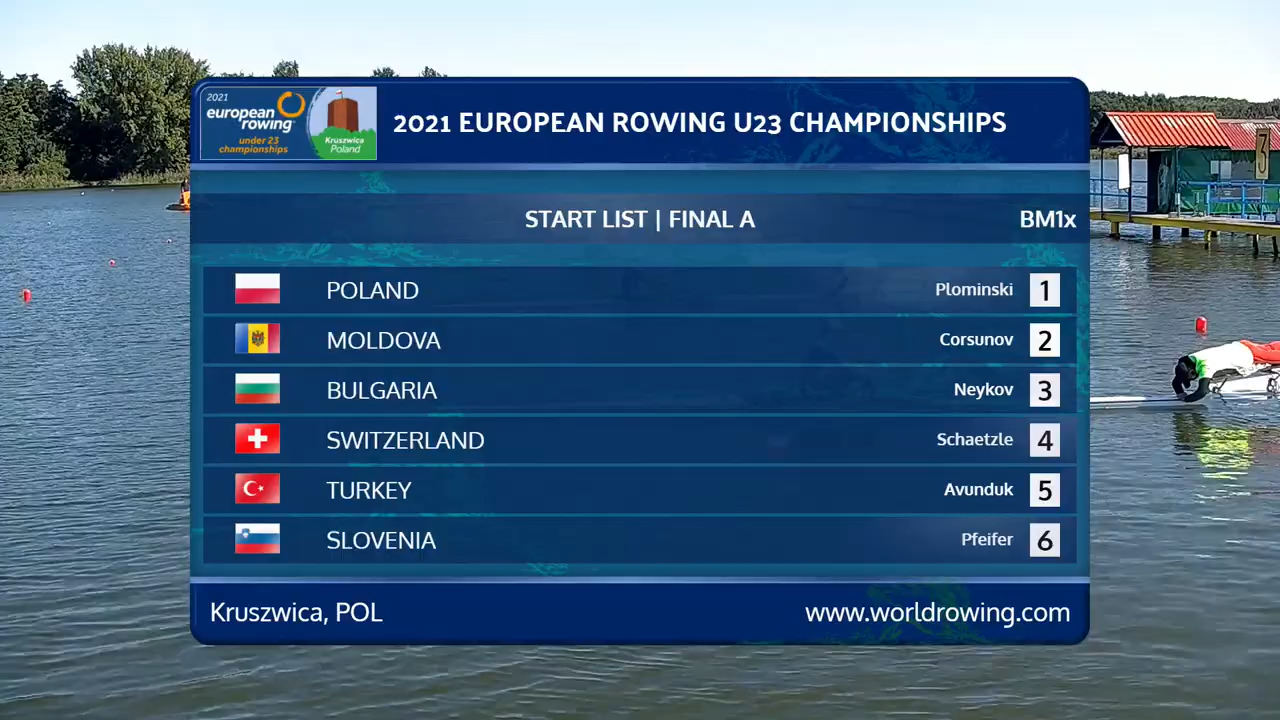 2021
european
rowing
under 23
championships
Kruszwica
Poland
2021 EUROPEAN ROWING U23 CHAMPIONSHIPS
START LIST | FINAL A BM1x
POLAND Plominski 1
MOLDOVA Corsunov 2
BULGARIA Neykov 3
SWITZERLAND Schaetzle 4
TURKEY Avunduk 5
SLOVENIA Pfeifer 6
Kruszwica, POL www.worldrowing.com
3